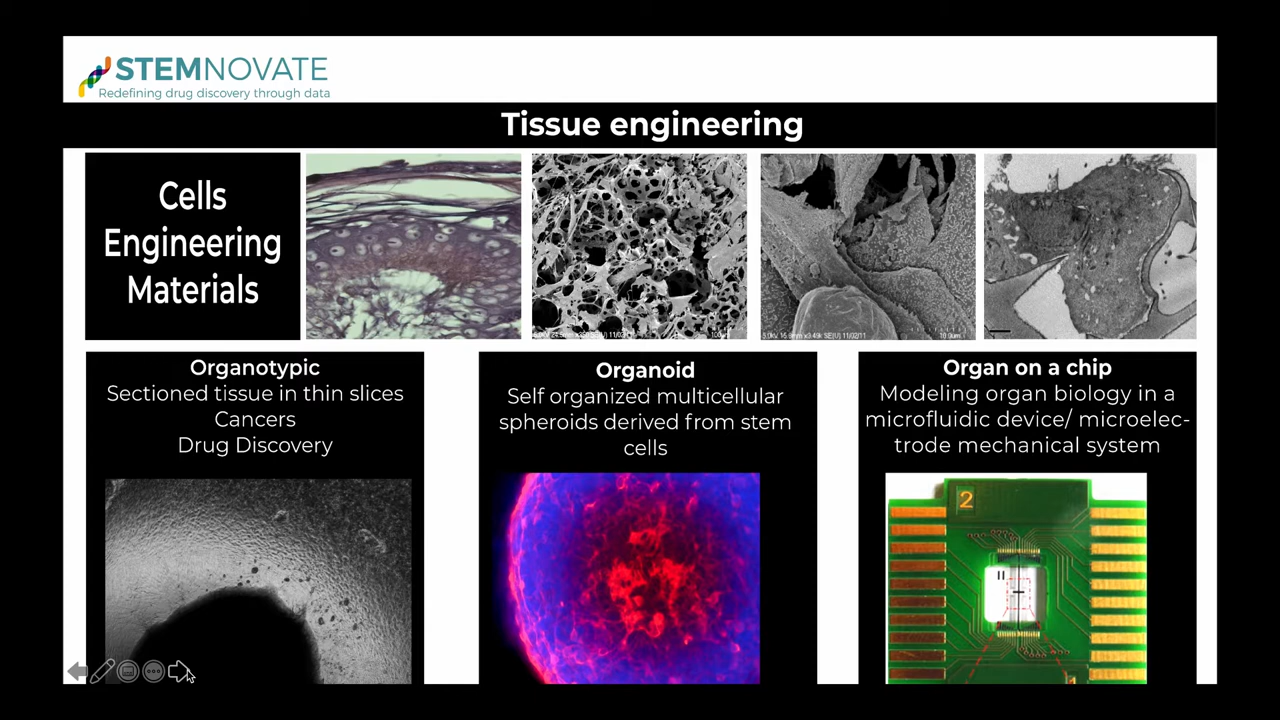 STEMNOVATE
Redefining drug discovery through data
Tissue engineering
Cells
Engineering
Materials
Organotypic
Sectioned tissue in thin slices
Cancers
Drug Discovery
Organoid
Self organized multicellular
spheroids derived from stem
cells
Organ on a chip
Modeling organ biology in a
microfluidic device/ microelec-
trode mechanical system
2